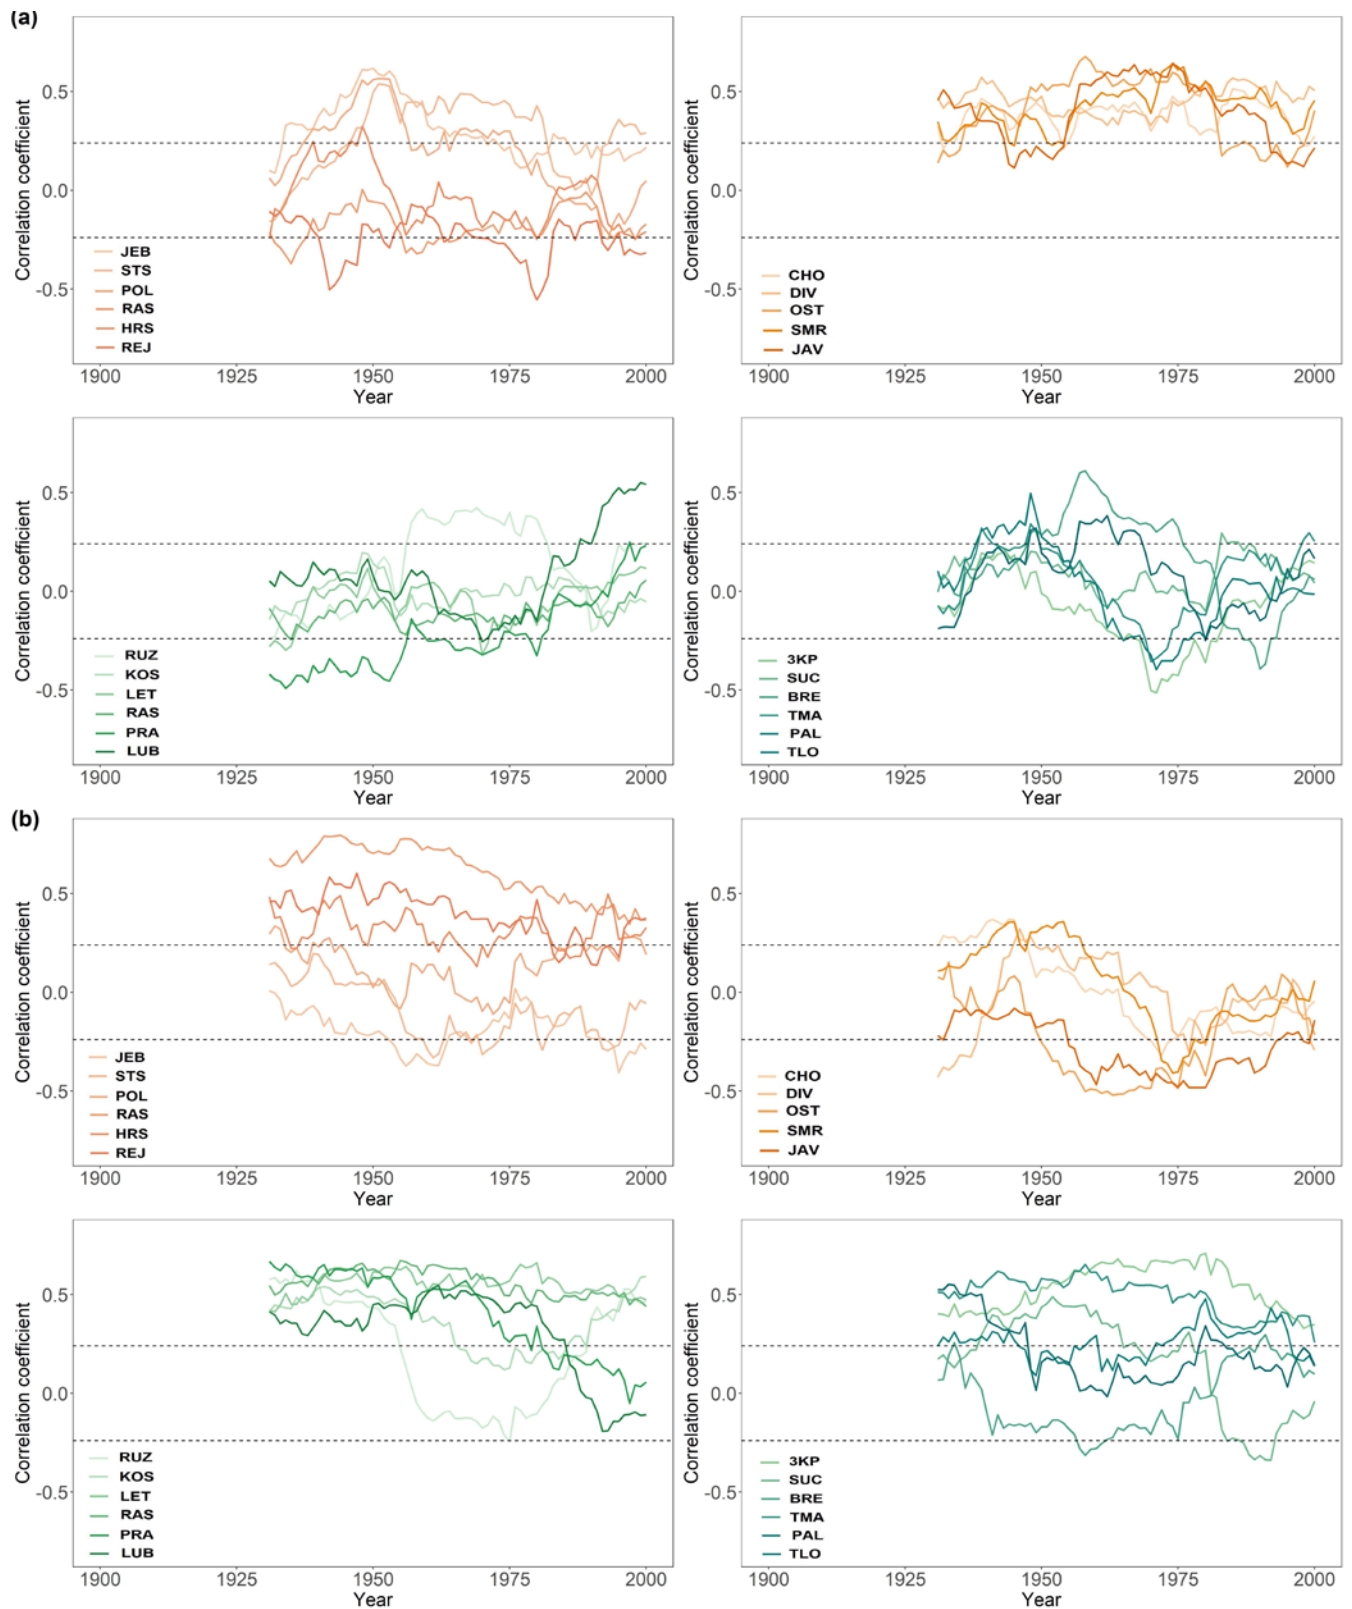 (a)
Correlation coefficient
0.5
0.0
-0.5
JEB
STS
POL
RAS
HRS
REJ
1900 1925 1950 1975 2000
Year
Correlation coefficient
0.5
0.0
-0.5
CHO
DIV
OST
SMR
JAV
1900 1925 1950 1975 2000
Year
Correlation coefficient
0.5
0.0
-0.5
RUZ
KOS
LET
RAS
PRA
LUB
1900 1925 1950 1975 2000
Year
Correlation coefficient
0.5
0.0
-0.5
3KP
SUC
BRE
TMA
PAL
TLO
1900 1925 1950 1975 2000
Year
(b)
Correlation coefficient
0.5
0.0
-0.5
JEB
STS
POL
RAS
HRS
REJ
1900 1925 1950 1975 2000
Year
Correlation coefficient
0.5
0.0
-0.5
CHO
DIV
OST
SMR
JAV
1900 1925 1950 1975 2000
Year
Correlation coefficient
0.5
0.0
-0.5
RUZ
KOS
LET
RAS
PRA
LUB
1900 1925 1950 1975 2000
Year
Correlation coefficient
0.5
0.0
-0.5
3KP
SUC
BRE
TMA
PAL
TLO
1900 1925 1950 1975 2000
Year